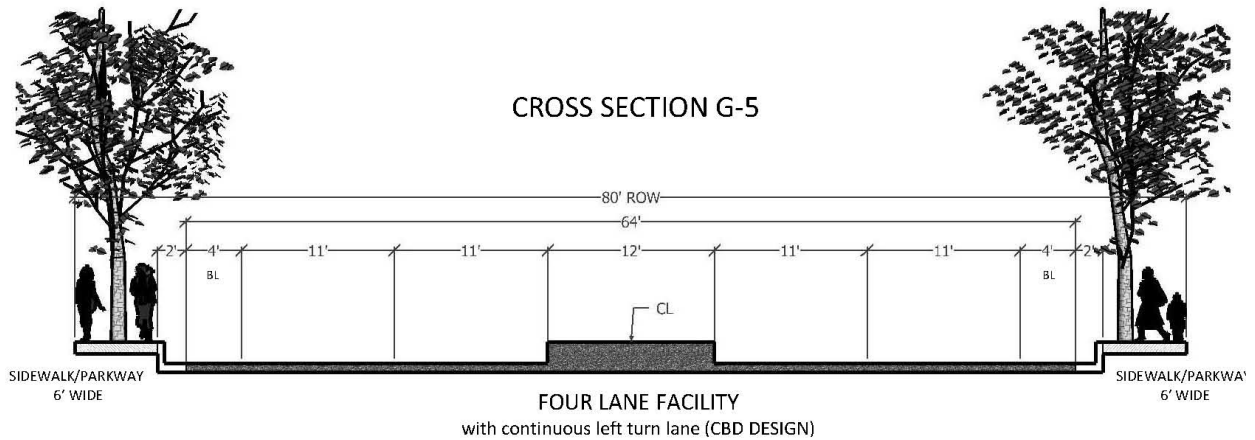 CROSS SECTION G-5
80' ROW
64'
2' 4' 11' 11' 12' 11' 11' 4' 2'
BL BL
CL
SIDEWALK/PARKWAY
6' WIDE
SIDEWALK/PARKWAY
6' WIDE
FOUR LANE FACILITY
with continuous left turn lane (CBD DESIGN)